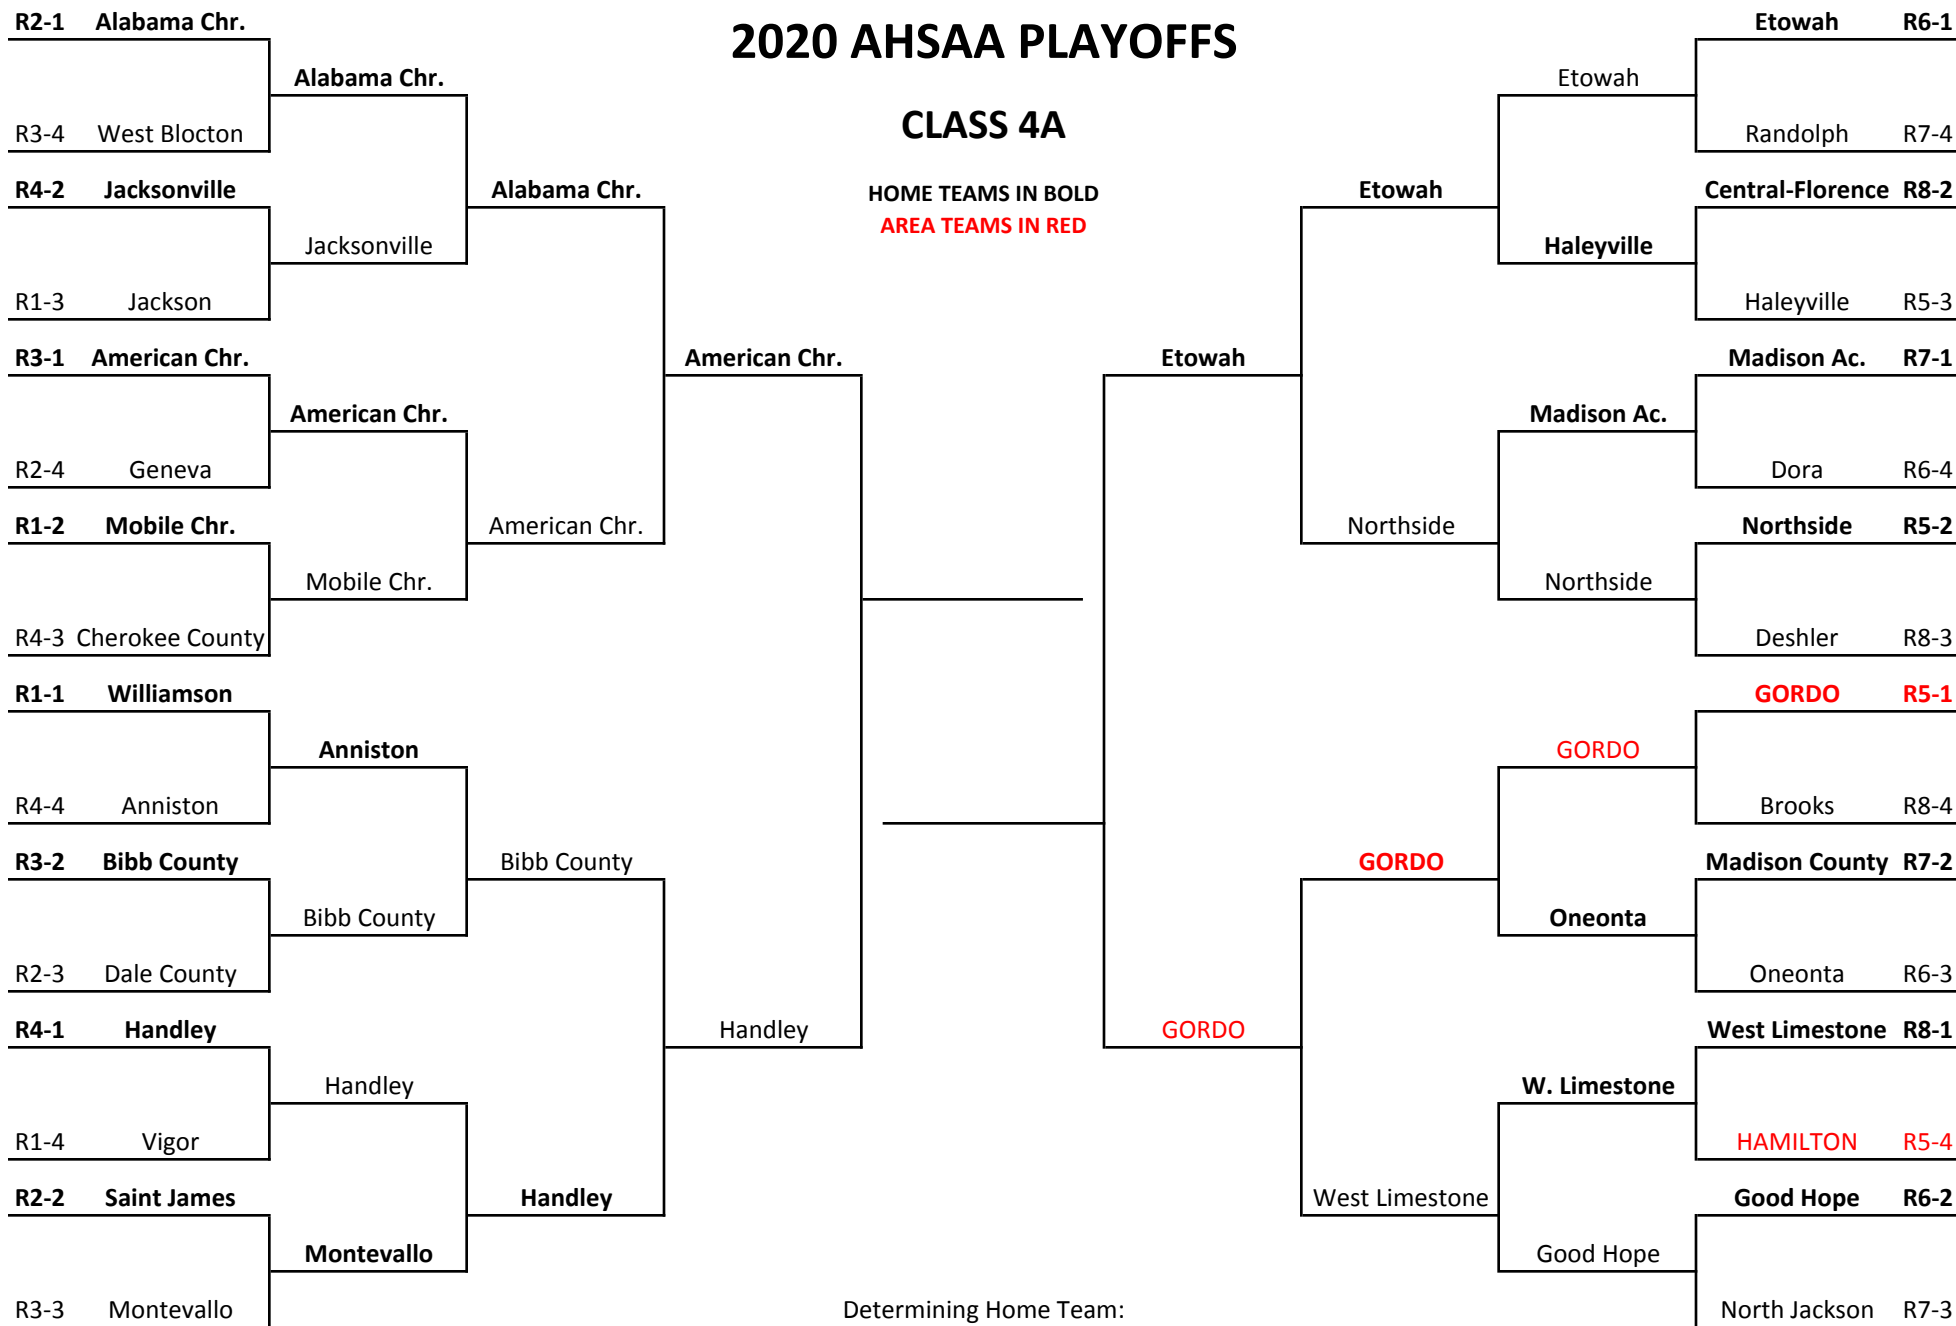 R2-1 Alabama Chr.
2020 AHSAA PLAYOFFS
Etowah R6-1
Alabama Chr.
Etowah
CLASS 4A
R3-4 West Blocton
Randolph R7-4
R4-2 Jacksonville
Alabama Chr.
HOME TEAMS IN BOLD
Etowah
Central-Florence R8-2
AREA TEAMS IN RED
Jacksonville
Haleyville
R1-3 Jackson
Haleyville R5-3
R3-1 American Chr.
American Chr.
Etowah
Madison Ac. R7-1
American Chr.
Madison Ac.
R2-4 Geneva
Dora R6-4
R1-2 Mobile Chr.
American Chr.
Northside
Northside R5-2
Mobile Chr.
Northside
R4-3 Cherokee County
Deshler R8-3
R1-1 Williamson
GORDO R5-1
Anniston
GORDO
R4-4 Anniston
Brooks R8-4
R3-2 Bibb County
Bibb County
GORDO
Madison County R7-2
Bibb County
Oneonta
R2-3 Dale County
Oneonta R6-3
R4-1 Handley
Handley
GORDO
West Limestone R8-1
Handley
W. Limestone
R1-4 Vigor
HAMILTON R5-4
R2-2 Saint James
Handley
West Limestone
Good Hope R6-2
Montevallo
Good Hope
R3-3 Montevallo
Determining Home Team:
North Jackson R7-3